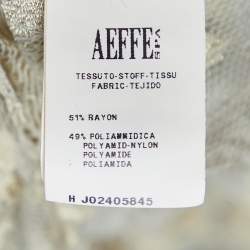 AEFFE SPA
TESSUTO-STOFF-TISSU
FABRIC-TEJIDO
51% RAYON
49% POLIAMMIDICA
POLYAMID-NYLON
POLYAMIDE
POLIAMIDA
H J02405845